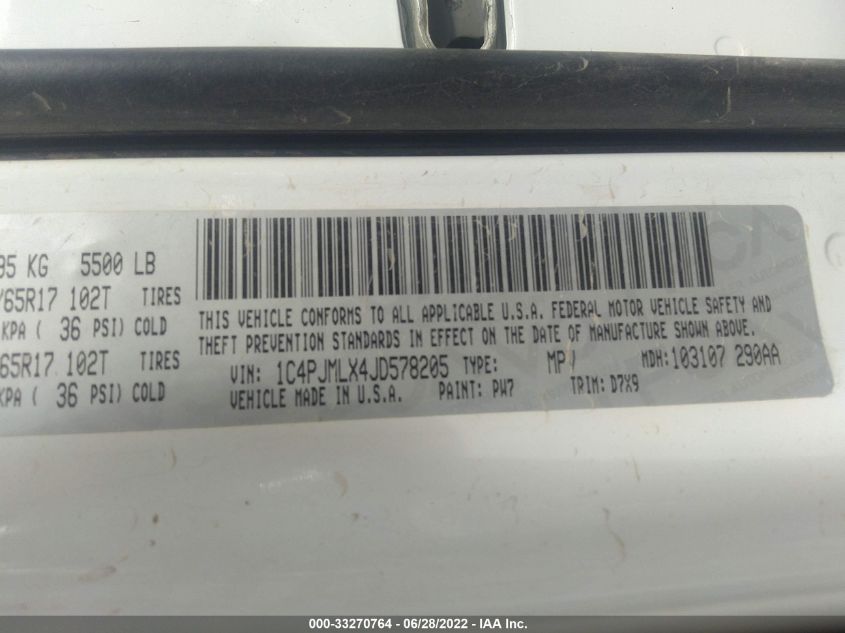 95 KG 5500 LB
/65R17 102T TIRES
KPA ( 36 PSI) COLD
65R17 102T TIRES
KPA ( 36 PSI) COLD
THIS VEHICLE CONFORMS TO ALL APPLICABLE U.S.A. FEDERAL MOTOR VEHICLE SAFETY AND
THEFT PREVENTION STANDARDS IN EFFECT ON THE DATE OF MANUFACTURE SHOWN ABOVE.
VIN: 1C4PJMLX4JD578205 TYPE: MP/ MDH: 103107 290AA
VEHICLE MADE IN U.S.A. PAINT: PW7 TRIM: D7X9
000-33270764 - 06/28/2022 - IAA Inc.